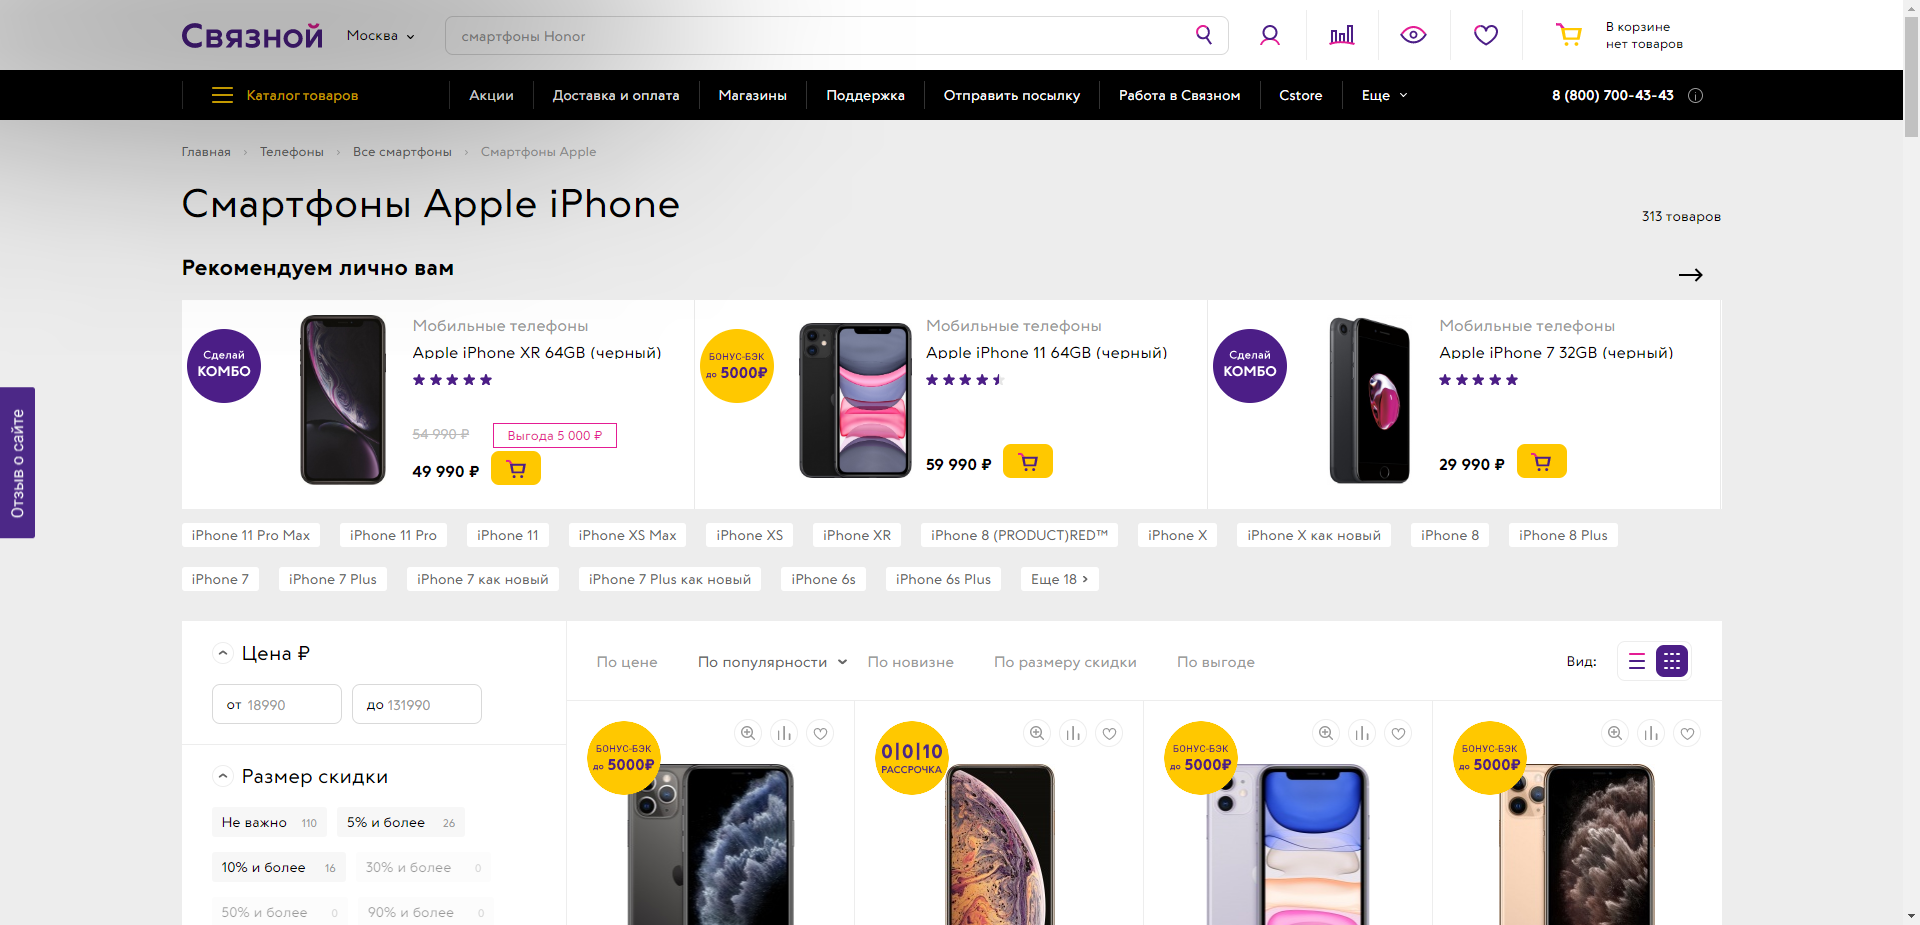 Связной
Москва
смартфоны Honor
В корзине
нет товаров
Каталог товаров
Акции
Доставка и оплата
Магазины
Поддержка
Отправить посылку
Работа в Связном
Cstore
Еще
8 (800) 700-43-43
Главная › Телефоны › Все смартфоны › Смартфоны Apple
Смартфоны Apple iPhone
313 товаров
Рекомендуем лично вам
Сделай
КОМБО
Мобильные телефоны
Apple iPhone XR 64GB (черный)
54 990 ₽
Выгода 5 000 ₽
49 990 ₽
БОНУС-БЭК
до 5000₽
Мобильные телефоны
Apple iPhone 11 64GB (черный)
59 990 ₽
Сделай
КОМБО
Мобильные телефоны
Apple iPhone 7 32GB (черный)
29 990 ₽
Отзыв о сайте
iPhone 11 Pro Max
iPhone 11 Pro
iPhone 11
iPhone XS Max
iPhone XS
iPhone XR
iPhone 8 (PRODUCT)RED™
iPhone X
iPhone X как новый
iPhone 8
iPhone 8 Plus
iPhone 7
iPhone 7 Plus
iPhone 7 как новый
iPhone 7 Plus как новый
iPhone 6s
iPhone 6s Plus
Еще 18 ›
Цена ₽
от 18990
до 131990
Размер скидки
Не важно 110
5% и более 26
10% и более 16
30% и более 0
50% и более 0
90% и более 0
По цене
По популярности
По новизне
По размеру скидки
По выгоде
Вид:
БОНУС-БЭК
до 5000₽
0|0|10
РАССРОЧКА
БОНУС-БЭК
до 5000₽
БОНУС-БЭК
до 5000₽